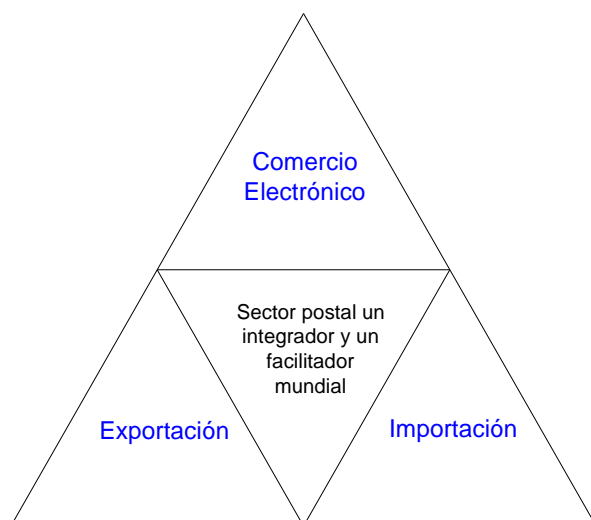 Comercio
Electrónico
Sector postal un
integrador y un
facilitador
mundial
Exportación
Importación